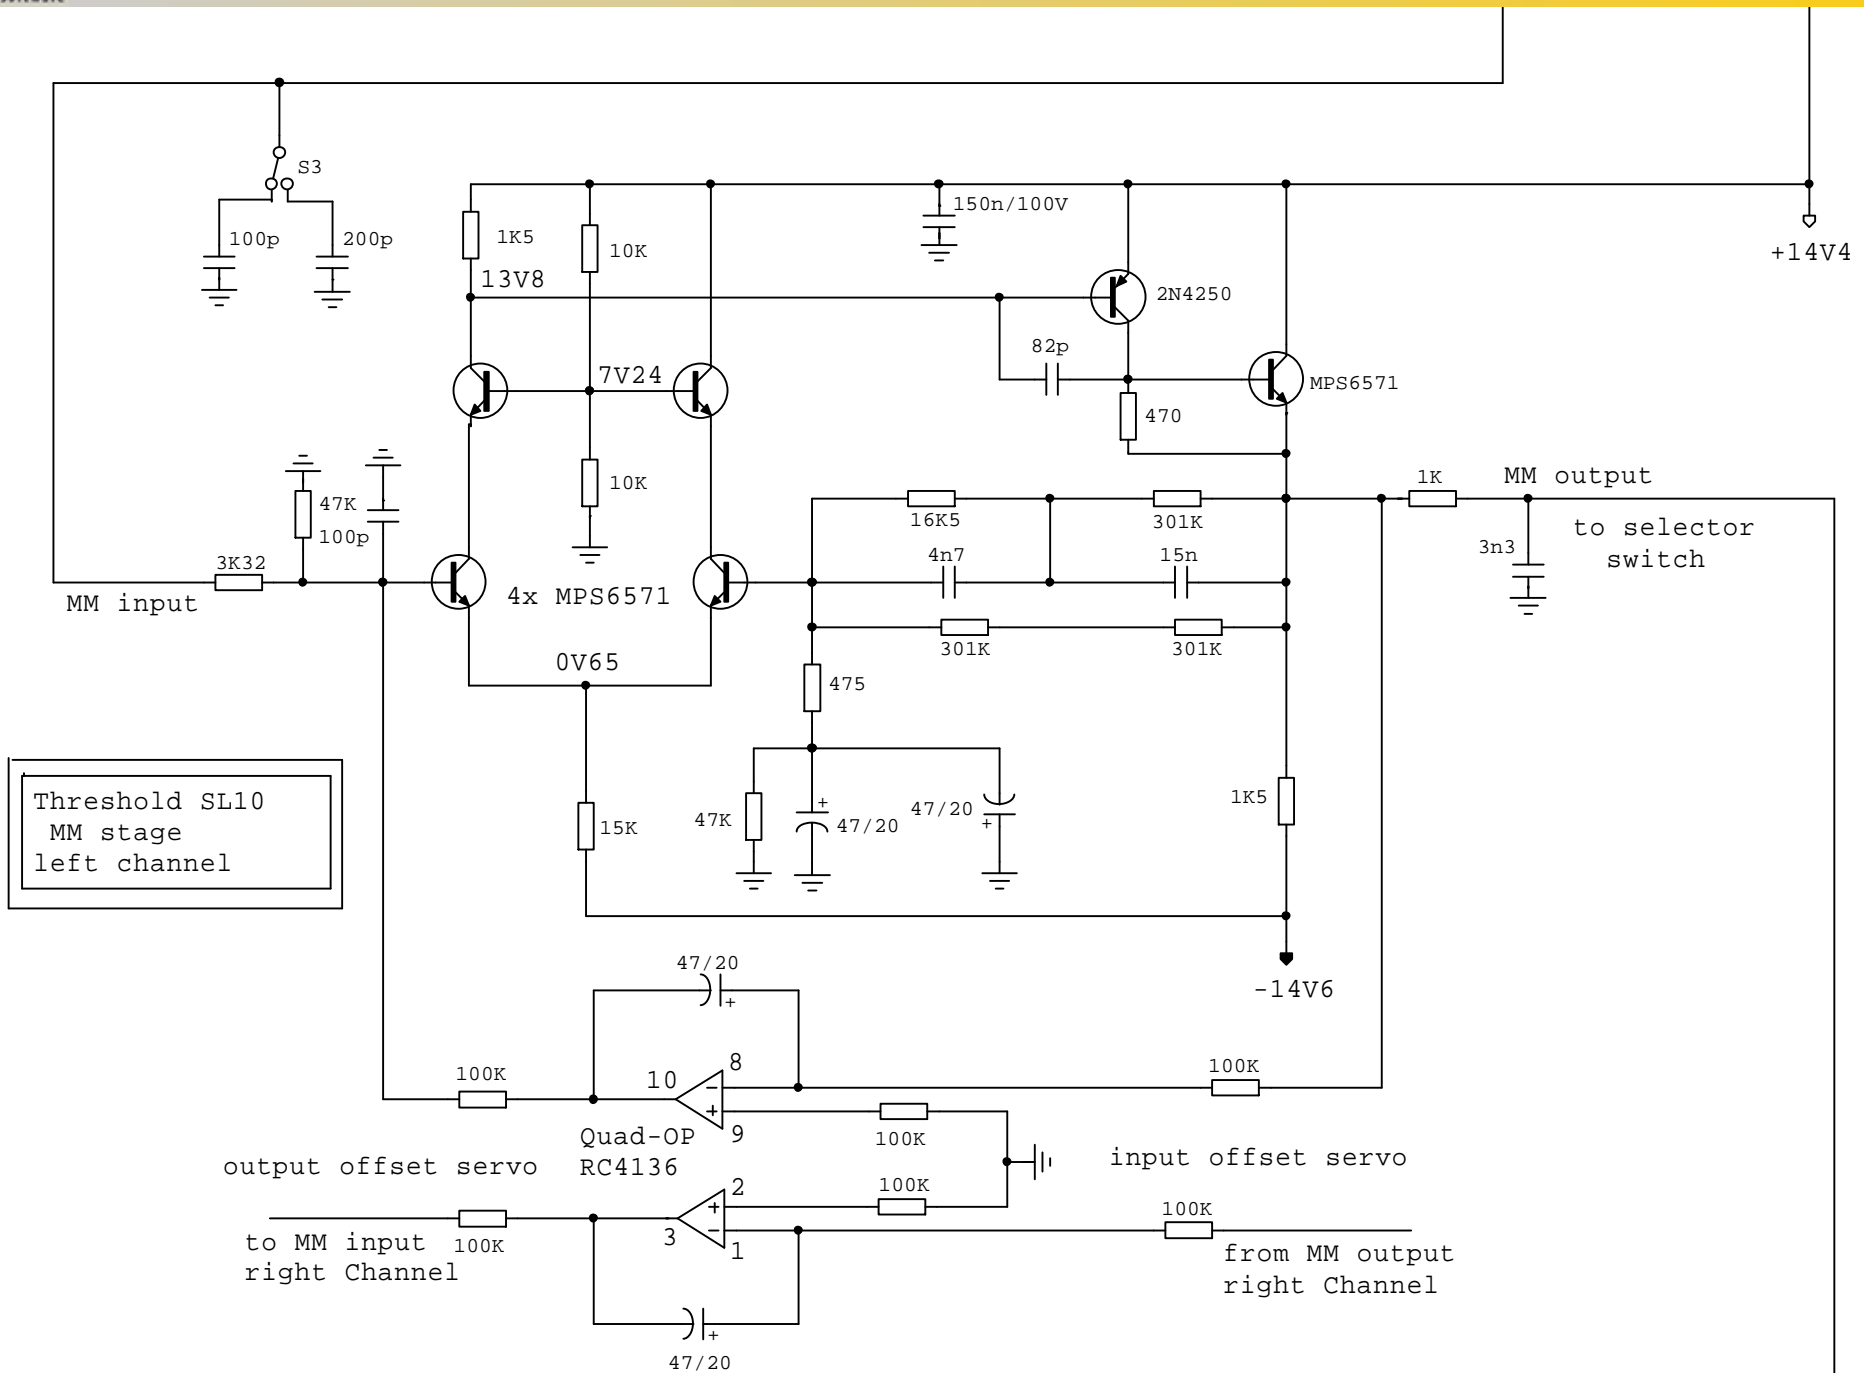 S3
100p
200p
1K5
10K
150n/100V
+14V4
13V8
2N4250
82p
7V24
MPS6571
470
10K
47K
100p
3K32
MM input
4x MPS6571
16K5
301K
1K
MM output
to selector
switch
4n7
15n
3n3
301K
301K
0V65
475
Threshold SL10
MM stage
left channel
15K
47K
+
47/20
47/20
+
1K5
-14V6
47/20
+
100K
10
8
-
+
9
100K
100K
Quad-OP
RC4136
output offset servo
input offset servo
100K
2
+
-
3
1
100K
100K
to MM input
right Channel
from MM output
right Channel
+
47/20